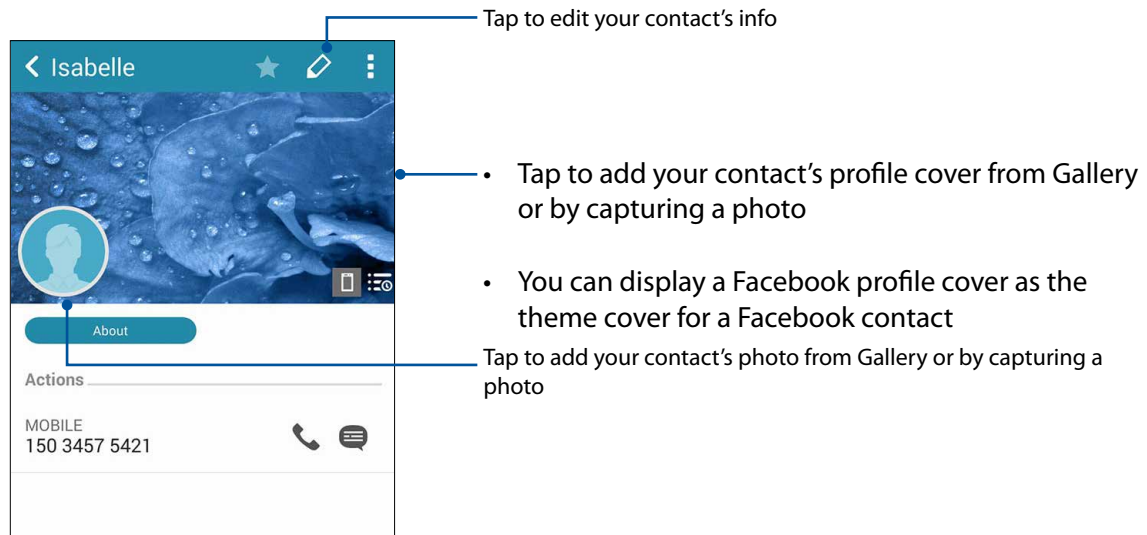 Tap to edit your contact's info
Isabelle
• Tap to add your contact's profile cover from Gallery
or by capturing a photo
• You can display a Facebook profile cover as the
theme cover for a Facebook contact
About
Tap to add your contact's photo from Gallery or by capturing a
photo
Actions
MOBILE
150 3457 5421